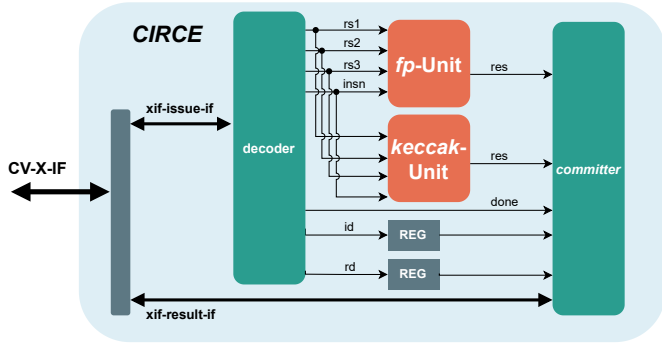 CIRCE
CV-X-IF
xif-issue-if
decoder
rs1
rs2
rs3
insn
fp-Unit
res
keccak-
Unit
res
committer
done
id
REG
rd
REG
xif-result-if